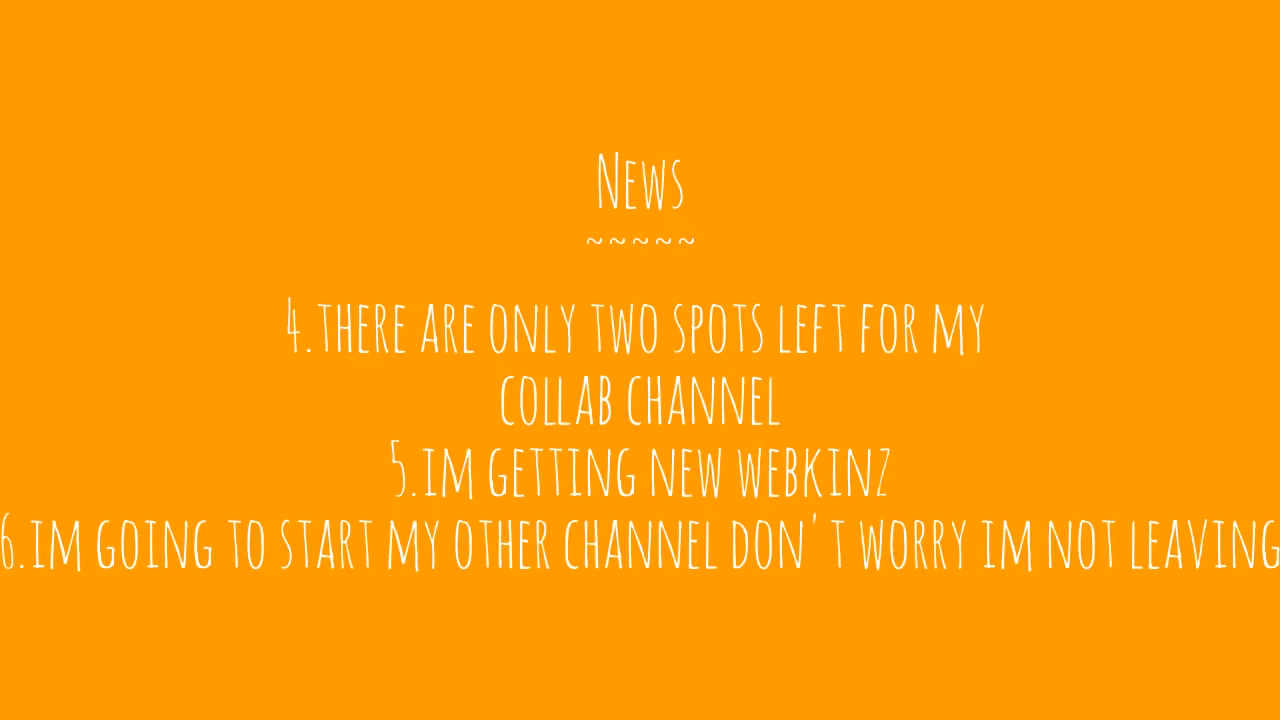 News
~~~~~
4.there are only two spots left for my
collab channel
5.im getting new webkinz
6.im going to start my other channel don't worry im not leaving